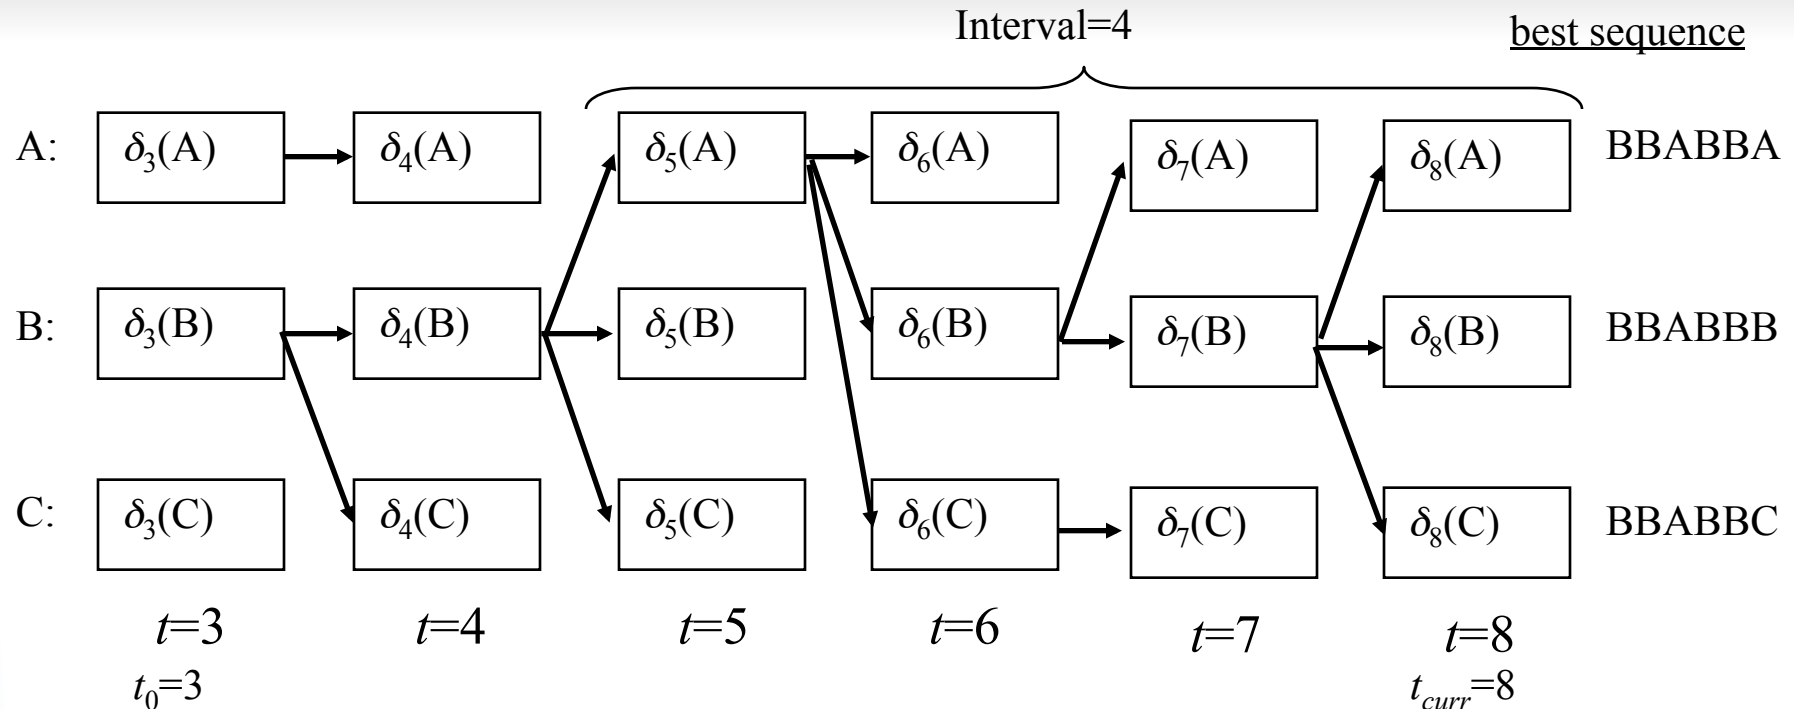 Interval=4
best sequence
A: δ3(A) δ4(A) δ5(A) δ6(A) δ7(A) δ8(A) BBABBA
B: δ3(B) δ4(B) δ5(B) δ6(B) δ7(B) δ8(B) BBABBB
C: δ3(C) δ4(C) δ5(C) δ6(C) δ7(C) δ8(C) BBABBC
t=3 t=4 t=5 t=6 t=7 t=8
t0=3 tcurr=8